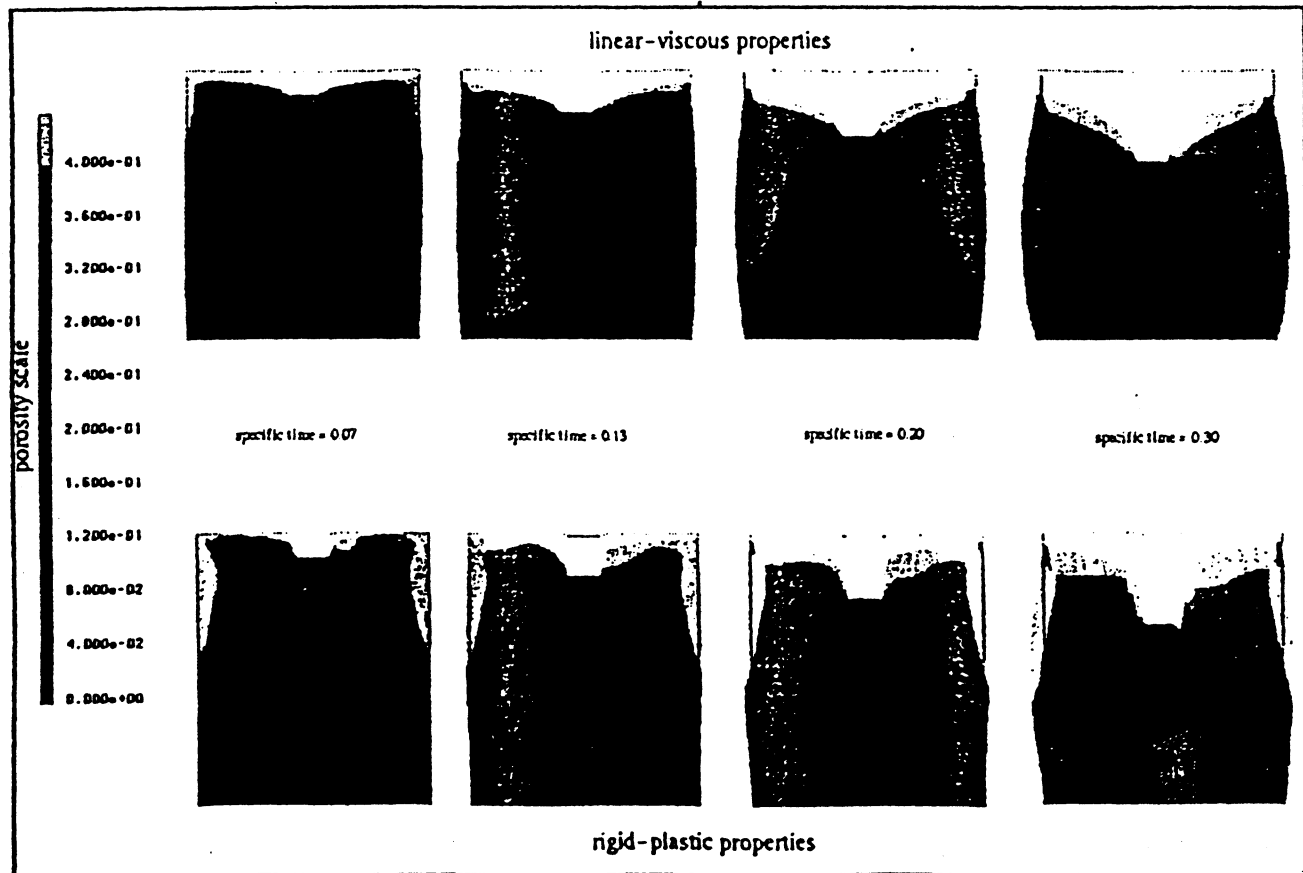 linear-viscous properties
porosity scale
4.000e-01
3.600e-01
3.200e-01
2.800e-01
2.400e-01
2.000e-01
1.600e-01
1.200e-01
8.000e-02
4.000e-02
0.000e+00
specific time = 0.07
specific time = 0.13
specific time = 0.20
specific time = 0.30
rigid-plastic properties